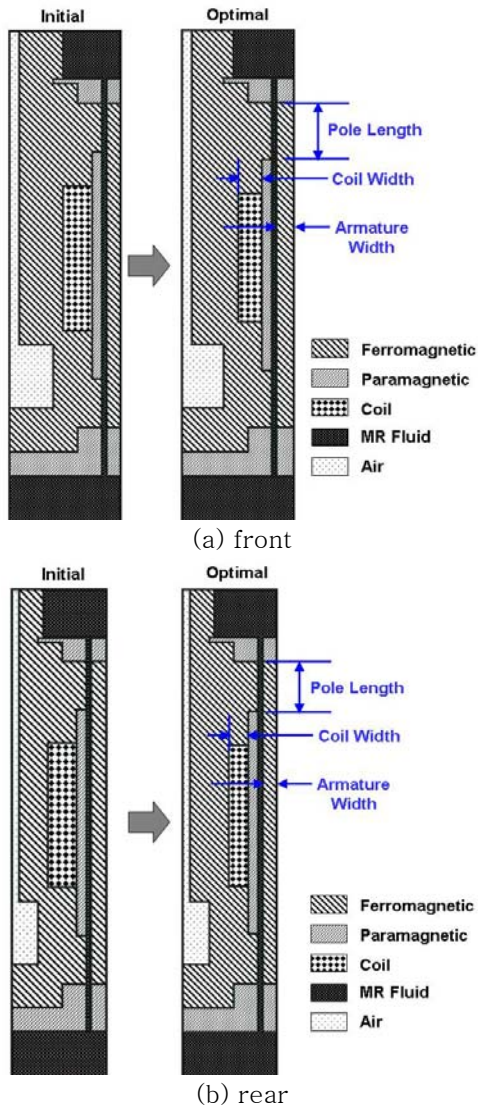 Initial
Optimal
Pole Length
Coil Width
Armature
Width
Ferromagnetic
Paramagnetic
Coil
MR Fluid
Air
(a) front
Initial
Optimal
Pole Length
Coil Width
Armature
Width
Ferromagnetic
Paramagnetic
Coil
MR Fluid
Air
(b) rear